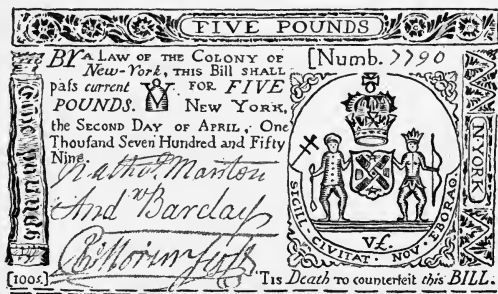 FIVE POUNDS
BY A LAW OF THE COLONY OF
New-York, THIS Bill SHALL
paſs current FOR FIVE
POUNDS. NEW YORK,
the SECOND DAY OF APRIL, One
Thouſand Seven Hundred and Fifty
Nine.
[Numb. 7790
Nathl. Marston
Andw Barclay
SIGILL. CIVITAT. NOV. EBORAC.
V£.
N-YORK
[100s.]
'Tis Death to counterfeit this BILL.